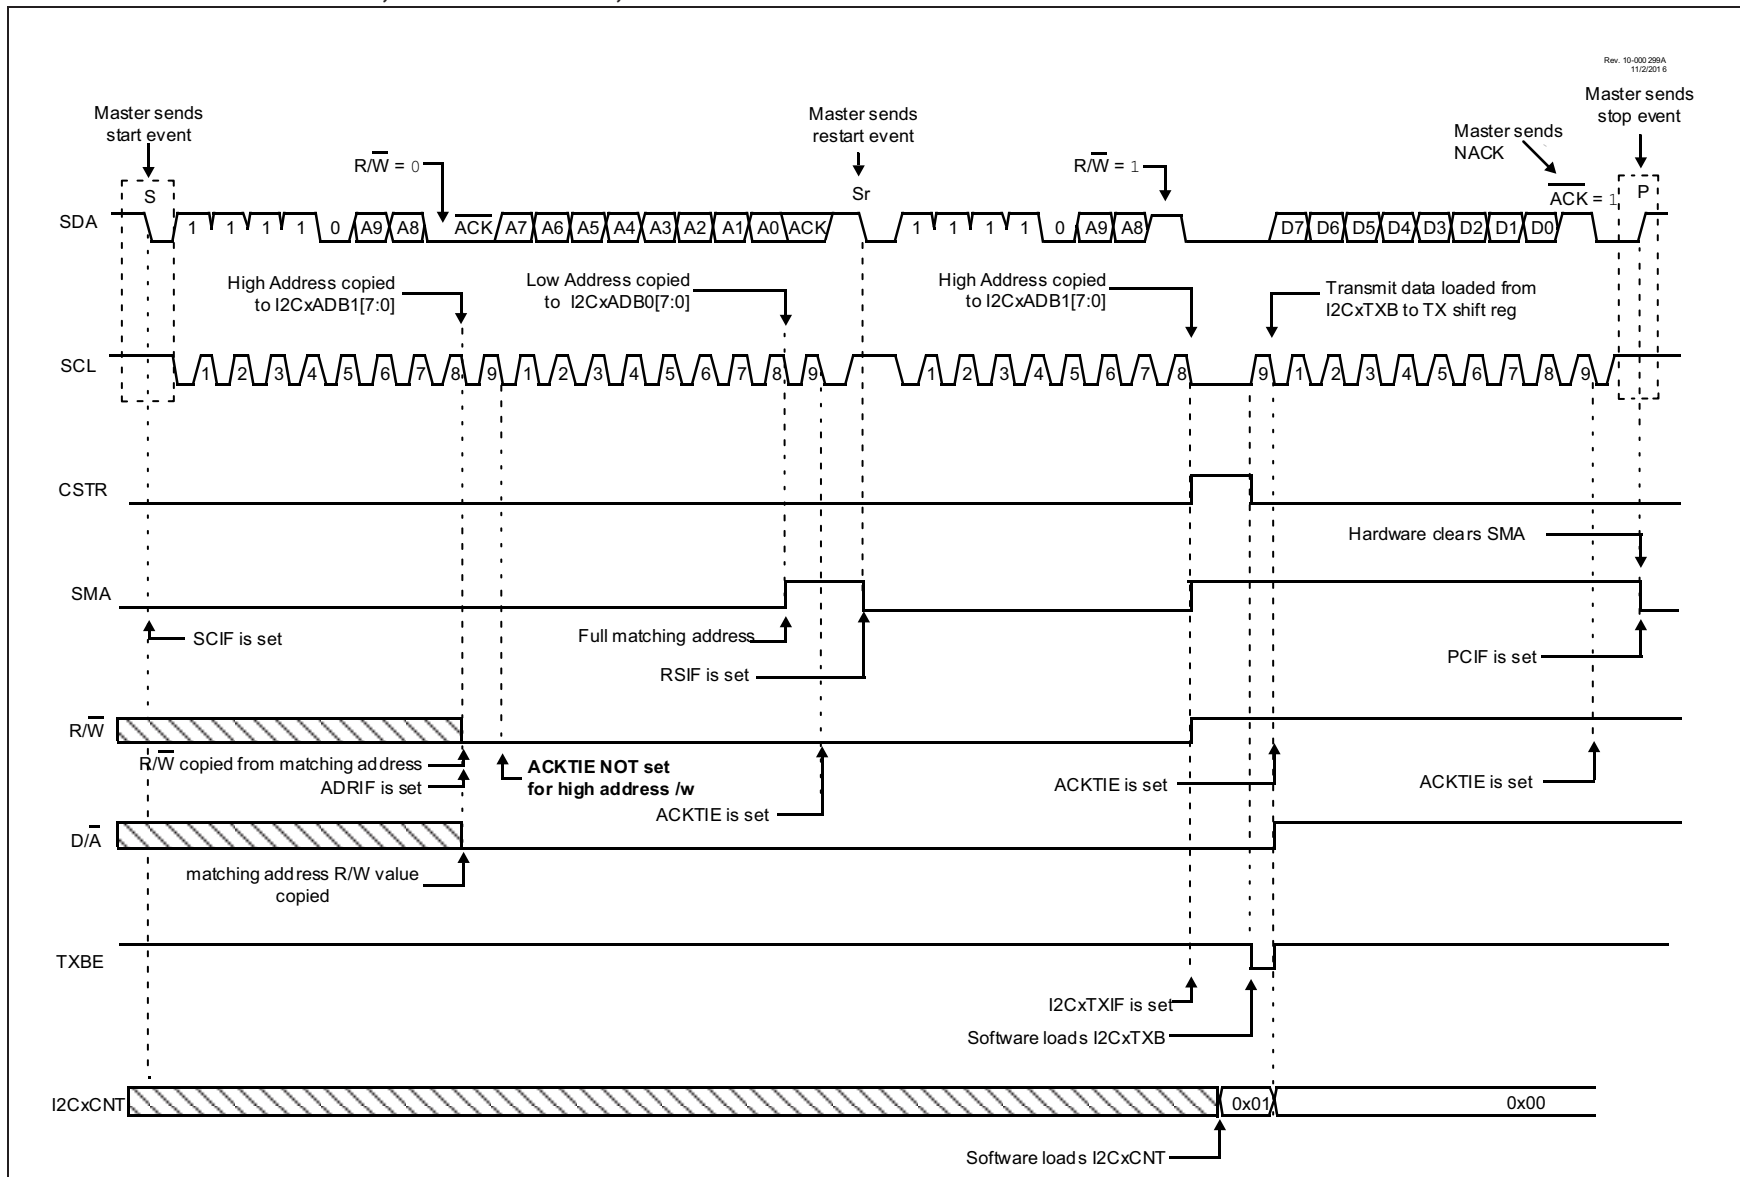 Rev. 10-000 299A
11/2/201 6
Master sends
start event
Master sends
restart event
Master sends
stop event
Master sends
NACK
R/W̅ = 0
R/W̅ = 1
A̅C̅K̅ = 1
S
Sr
P
SDA
1 1 1 1 0 A9 A8 A̅C̅K̅ A7 A6 A5 A4 A3 A2 A1 A0 ACK 1 1 1 1 0 A9 A8 D7 D6 D5 D4 D3 D2 D1 D0
High Address copied
to I2CxADB1[7:0]
Low Address copied
to I2CxADB0[7:0]
High Address copied
to I2CxADB1[7:0]
Transmit data loaded from
I2CxTXB to TX shift reg
SCL
1 2 3 4 5 6 7 8 9 1 2 3 4 5 6 7 8 9 1 2 3 4 5 6 7 8 9 1 2 3 4 5 6 7 8 9
CSTR
Hardware clears SMA
SMA
SCIF is set
Full matching address
RSIF is set
PCIF is set
R/W̅
R/W̅ copied from matching address
ADRIF is set
ACKTIE NOT set
for high address /w
ACKTIE is set
ACKTIE is set
ACKTIE is set
D/A̅
matching address R/W value
copied
TXBE
I2CxTXIF is set
Software loads I2CxTXB
I2CxCNT
0x01
0x00
Software loads I2CxCNT